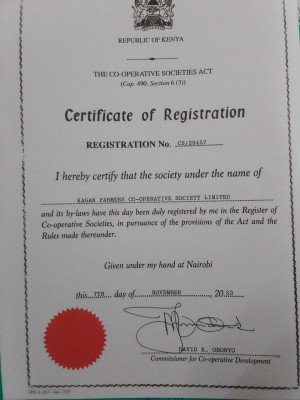 REPUBLIC OF KENYA
THE CO-OPERATIVE SOCIETIES ACT
(Cap. 490, Section 6 (3))
Certificate of Registration
REGISTRATION No. CS/28497
I hereby certify that the society under the name of
KAGAN FARMERS CO-OPERATIVE SOCIETY LIMITED
and its by-laws have this day been duly registered by me in the Register of
Co-operative Societies, in pursuance of the provisions of the Act and the
Rules made thereunder.
Given under my hand at Nairobi
this 7TH day of NOVEMBER, 20.23
DAVID K. OBONYO
Commissioner for Co-operative Development